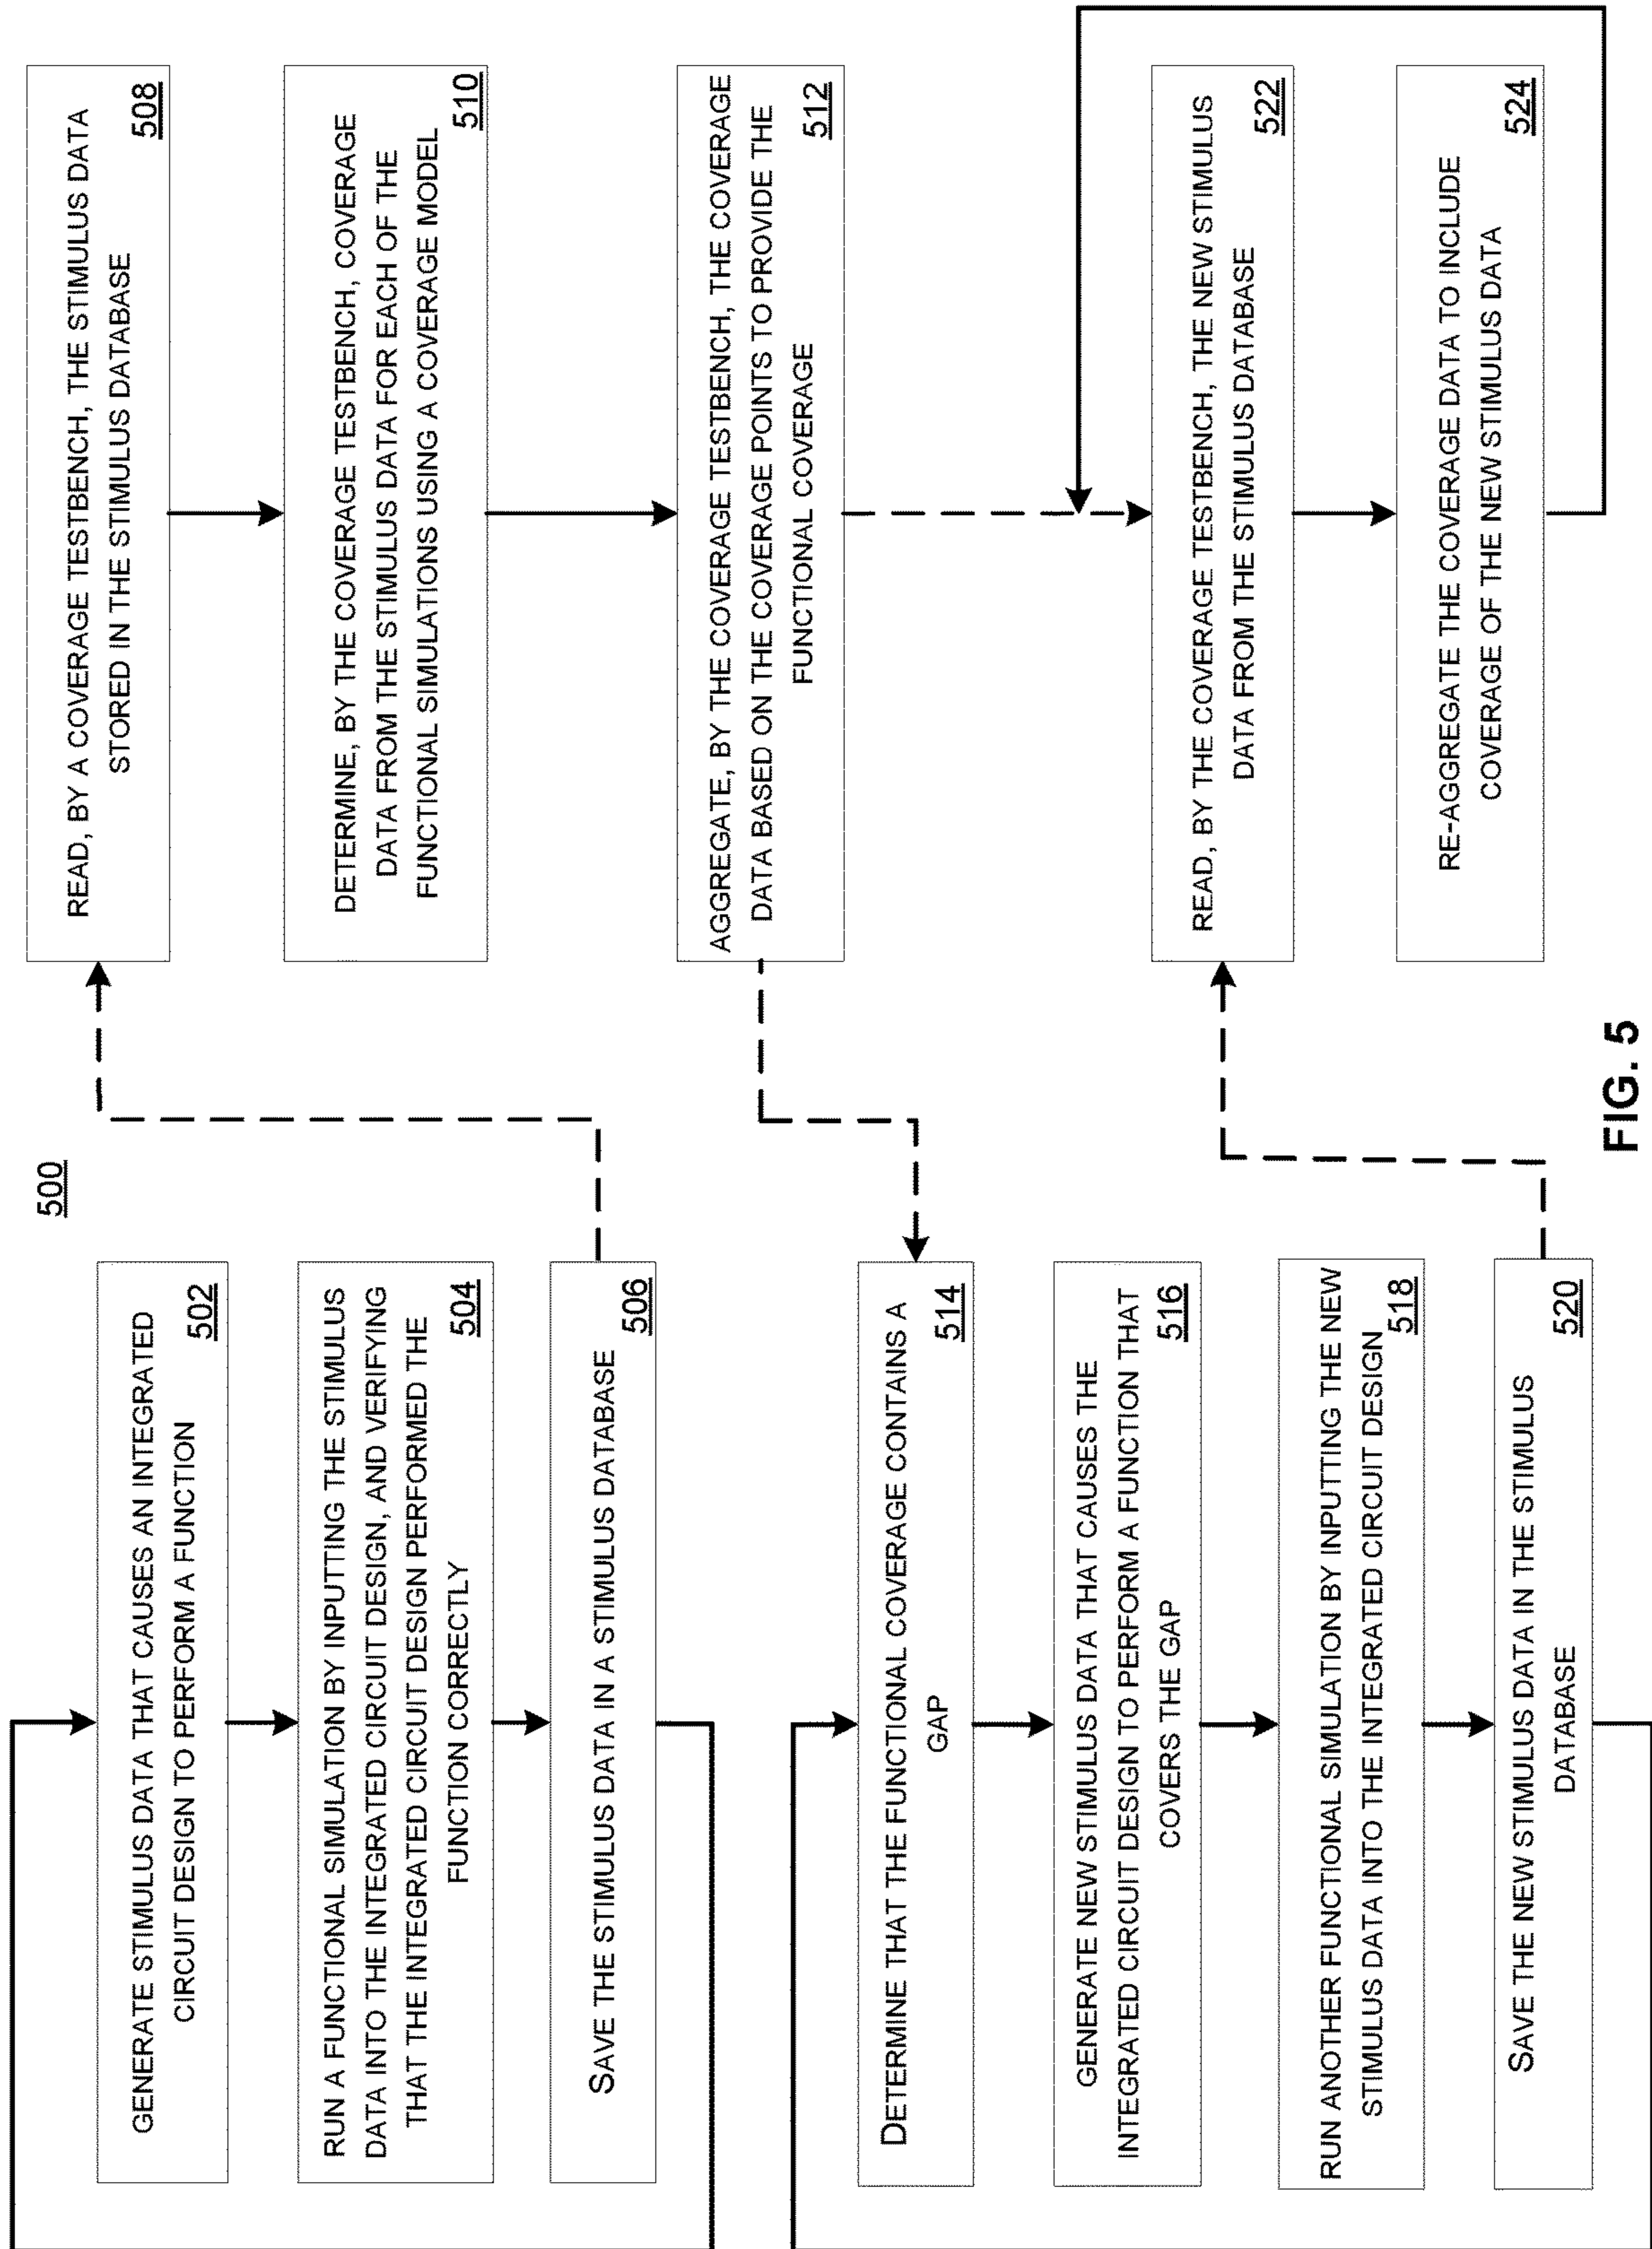 500
GENERATE STIMULUS DATA THAT CAUSES AN INTEGRATED
CIRCUIT DESIGN TO PERFORM A FUNCTION
502
RUN A FUNCTIONAL SIMULATION BY INPUTTING THE STIMULUS
DATA INTO THE INTEGRATED CIRCUIT DESIGN, AND VERIFYING
THAT THE INTEGRATED CIRCUIT DESIGN PERFORMED THE
FUNCTION CORRECTLY
504
SAVE THE STIMULUS DATA IN A STIMULUS DATABASE
506
READ, BY A COVERAGE TESTBENCH, THE STIMULUS DATA
STORED IN THE STIMULUS DATABASE
508
DETERMINE, BY THE COVERAGE TESTBENCH, COVERAGE
DATA FROM THE STIMULUS DATA FOR EACH OF THE
FUNCTIONAL SIMULATIONS USING A COVERAGE MODEL
510
AGGREGATE, BY THE COVERAGE TESTBENCH, THE COVERAGE
DATA BASED ON THE COVERAGE POINTS TO PROVIDE THE
FUNCTIONAL COVERAGE
512
DETERMINE THAT THE FUNCTIONAL COVERAGE CONTAINS A
GAP
514
GENERATE NEW STIMULUS DATA THAT CAUSES THE
INTEGRATED CIRCUIT DESIGN TO PERFORM A FUNCTION THAT
COVERS THE GAP
516
RUN ANOTHER FUNCTIONAL SIMULATION BY INPUTTING THE NEW
STIMULUS DATA INTO THE INTEGRATED CIRCUIT DESIGN
518
SAVE THE NEW STIMULUS DATA IN THE STIMULUS
DATABASE
520
READ, BY THE COVERAGE TESTBENCH, THE NEW STIMULUS
DATA FROM THE STIMULUS DATABASE
522
RE-AGGREGATE THE COVERAGE DATA TO INCLUDE
COVERAGE OF THE NEW STIMULUS DATA
524
FIG. 5